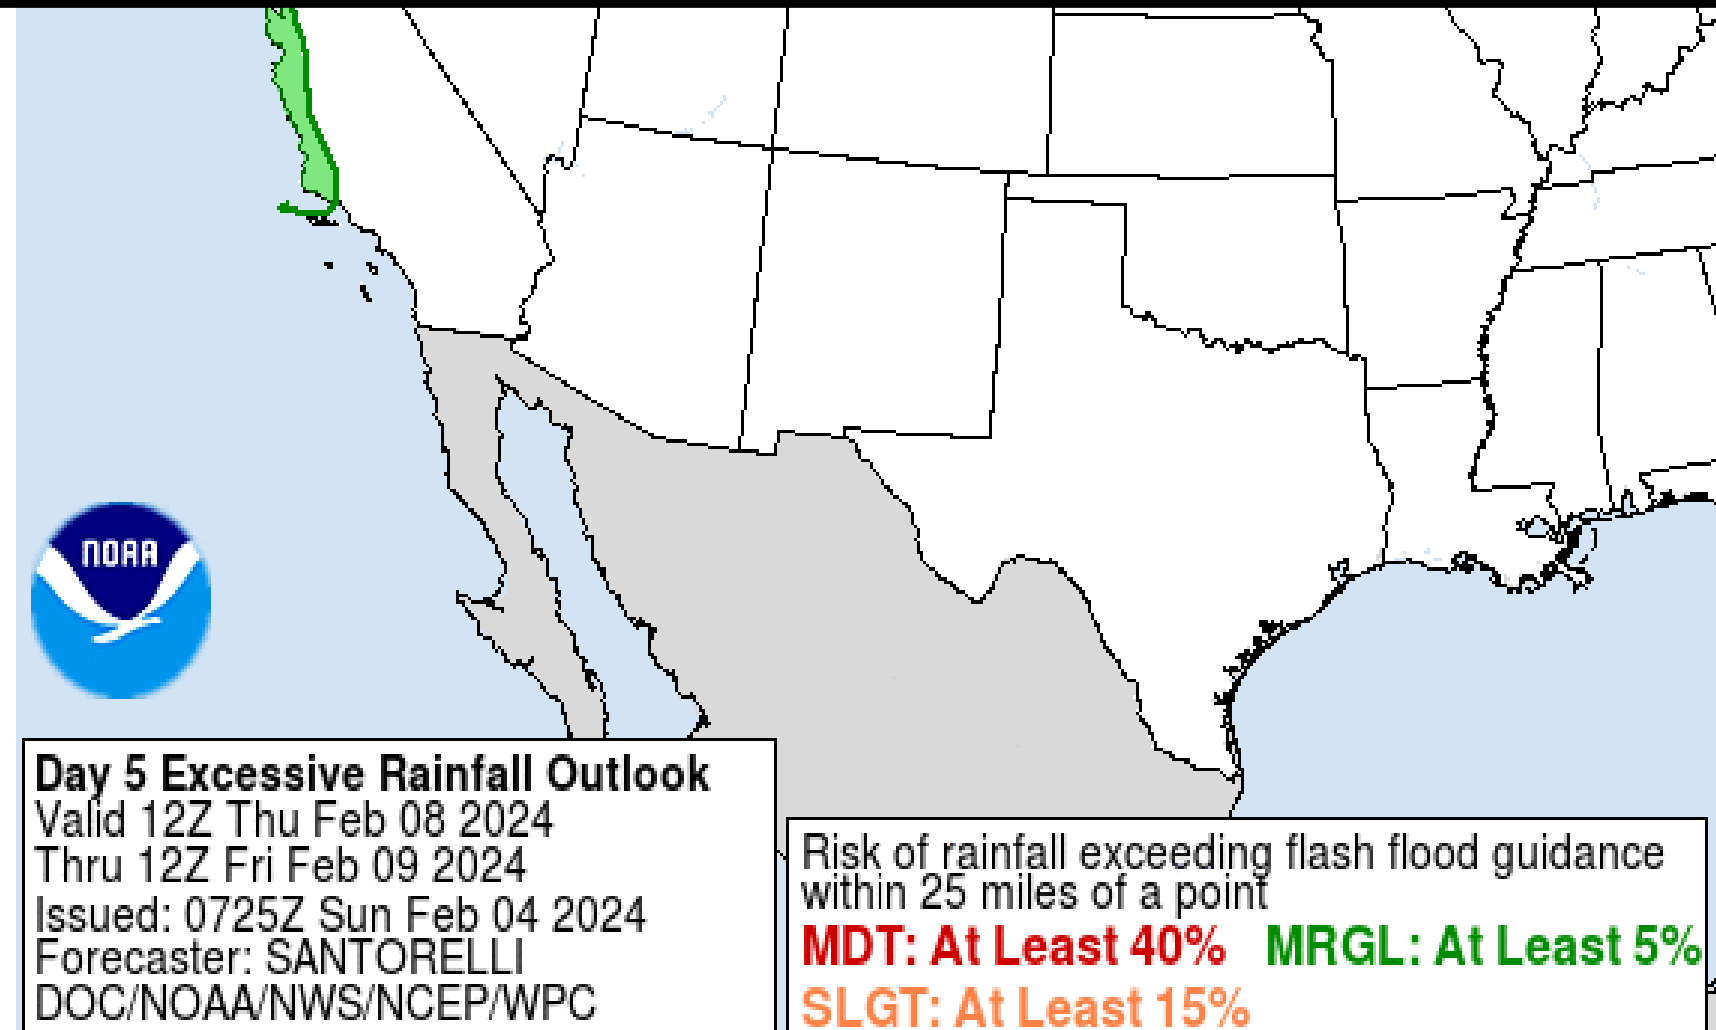 NOAA
Day 5 Excessive Rainfall Outlook
Valid 12Z Thu Feb 08 2024
Thru 12Z Fri Feb 09 2024
Issued: 0725Z Sun Feb 04 2024
Forecaster: SANTORELLI
DOC/NOAA/NWS/NCEP/WPC
Risk of rainfall exceeding flash flood guidance
within 25 miles of a point
MDT: At Least 40% MRGL: At Least 5%
SLGT: At Least 15%